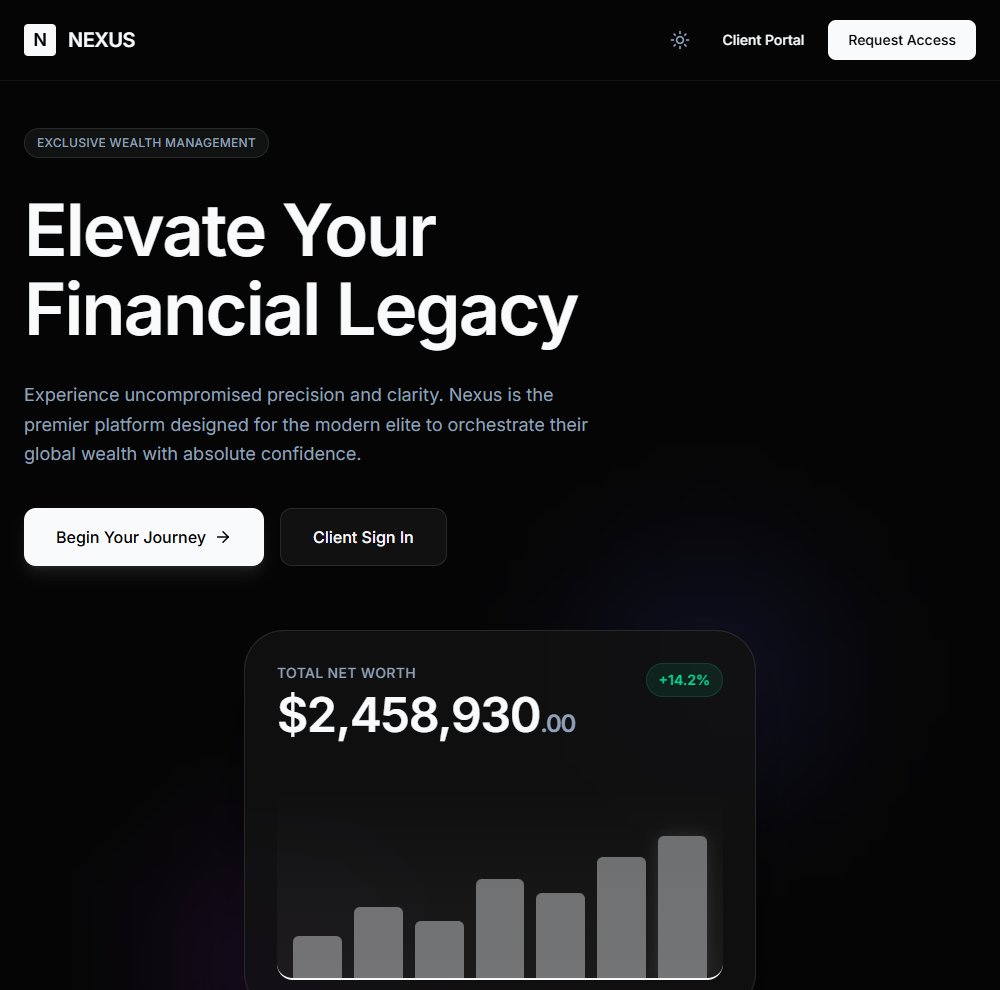 N NEXUS
Client Portal
Request Access
EXCLUSIVE WEALTH MANAGEMENT
Elevate Your
Financial Legacy
Experience uncompromised precision and clarity. Nexus is the
premier platform designed for the modern elite to orchestrate their
global wealth with absolute confidence.
Begin Your Journey →
Client Sign In
TOTAL NET WORTH
+14.2%
$2,458,930.00